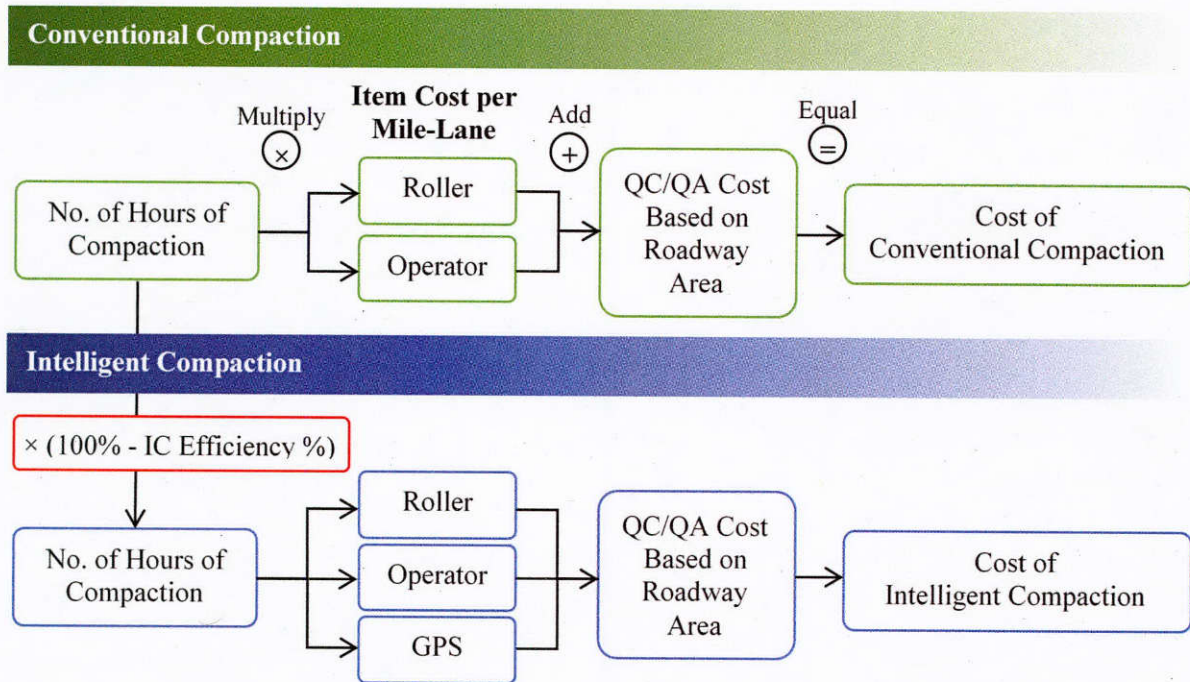 Conventional Compaction
Multiply
×
Item Cost per
Mile-Lane
Add
+
Equal
=
No. of Hours of
Compaction
Roller
Operator
QC/QA Cost
Based on
Roadway
Area
Cost of
Conventional Compaction
Intelligent Compaction
× (100% - IC Efficiency %)
No. of Hours of
Compaction
Roller
Operator
GPS
QC/QA Cost
Based on
Roadway
Area
Cost of
Intelligent Compaction